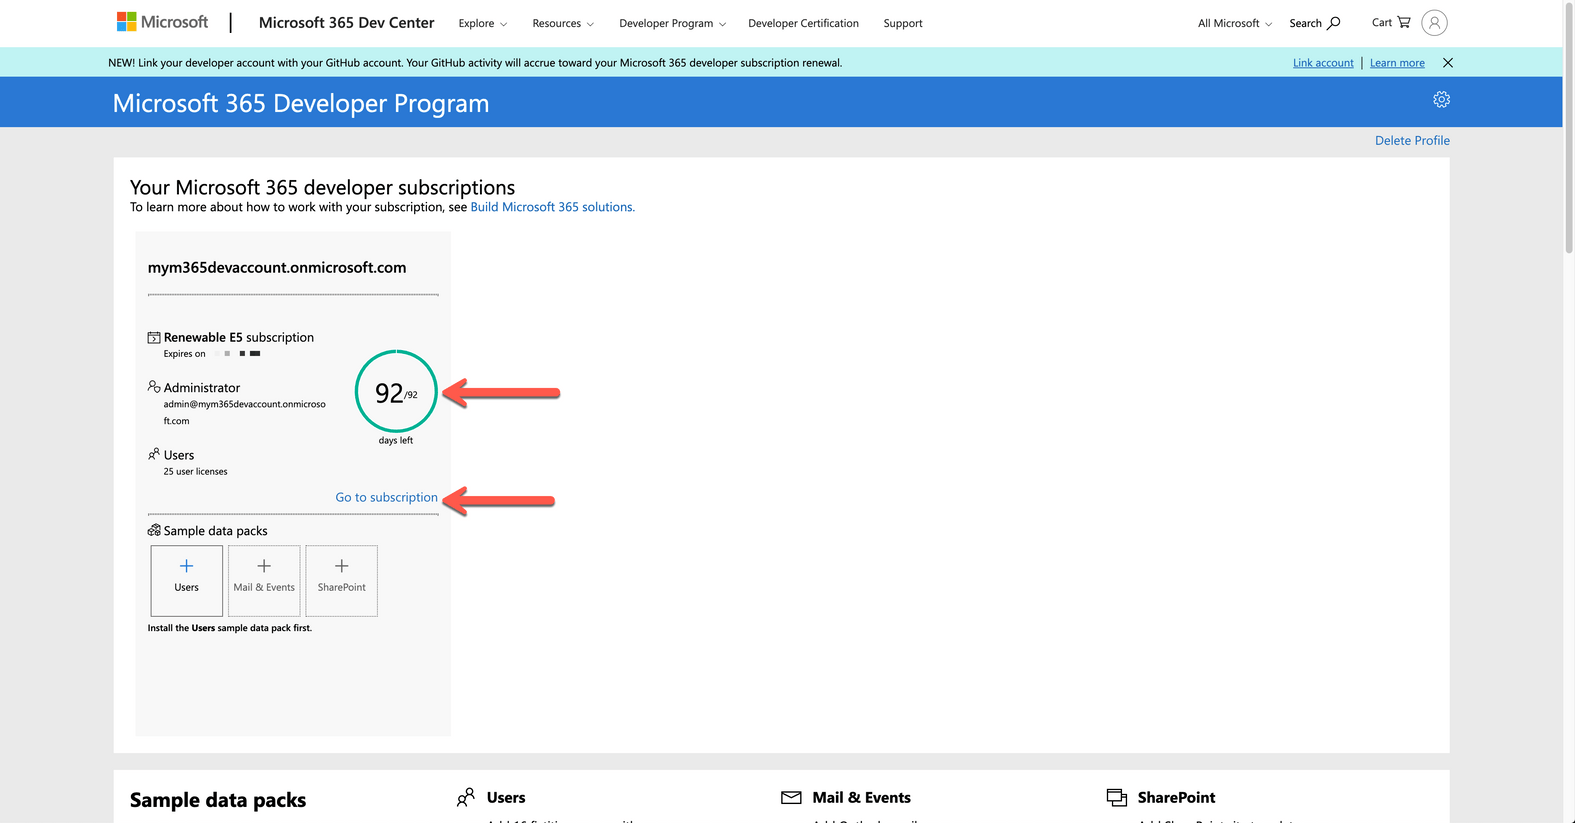 Microsoft | Microsoft 365 Dev Center Explore Resources Developer Program Developer Certification Support All Microsoft Search Cart
NEW! Link your developer account with your GitHub account. Your GitHub activity will accrue toward your Microsoft 365 developer subscription renewal. Link account | Learn more
Microsoft 365 Developer Program
Delete Profile
Your Microsoft 365 developer subscriptions
To learn more about how to work with your subscription, see Build Microsoft 365 solutions.
mym365devaccount.onmicrosoft.com
Renewable E5 subscription
Expires on
Administrator
admin@mym365devaccount.onmicroso
ft.com
92/92
days left
Users
25 user licenses
Go to subscription
Sample data packs
Users Mail & Events SharePoint
Install the Users sample data pack first.
Sample data packs Users Mail & Events SharePoint